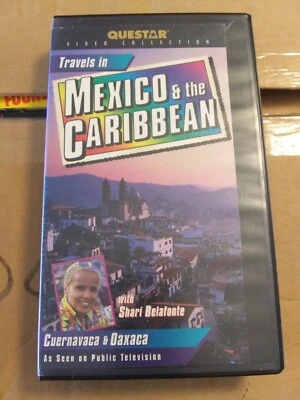 QUESTAR
VIDEO COLLECTION
Travels in
MEXICO & the
CARIBBEAN
with
Shari Belafonte
Cuernavaca & Oaxaca
As Seen on Public Television